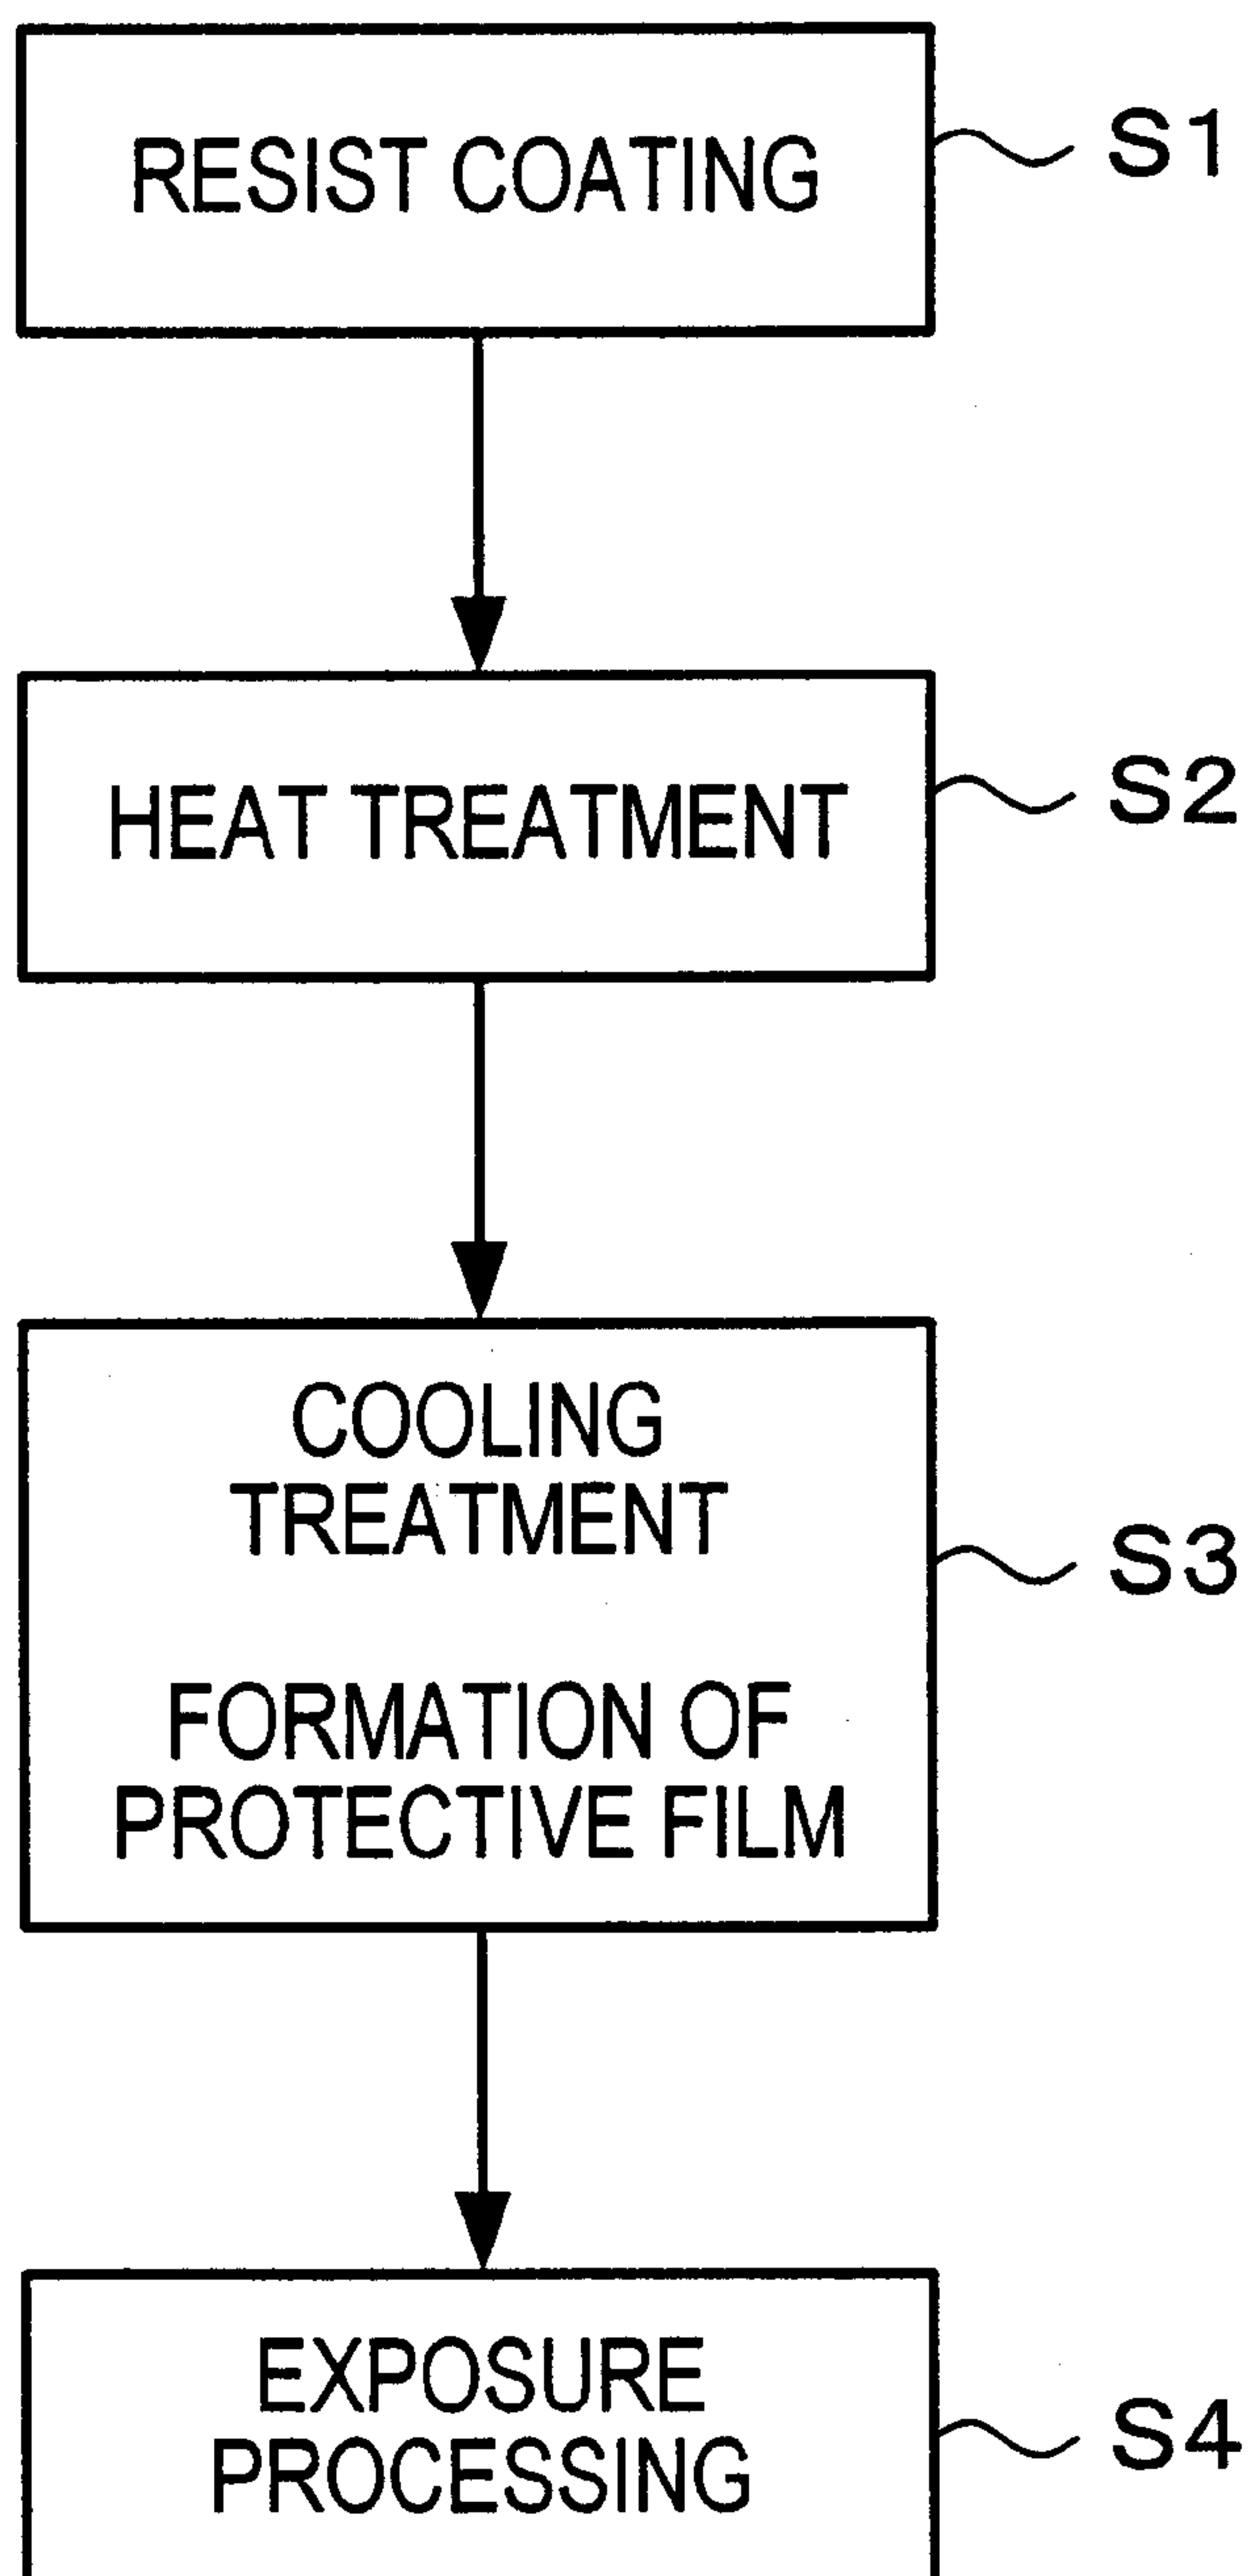 RESIST COATING
S1
HEAT TREATMENT
S2
COOLING
TREATMENT
S3
FORMATION OF
PROTECTIVE FILM
EXPOSURE
PROCESSING
S4